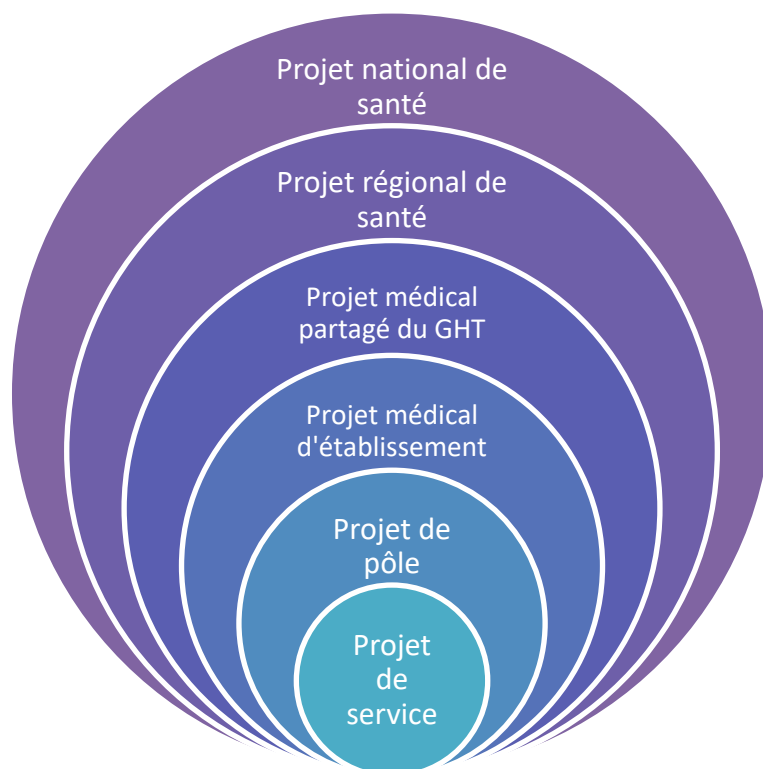 Projet national de
santé
Projet régional de
santé
Projet médical
partagé du GHT
Projet médical
d'établissement
Projet de
pôle
Projet
de
service